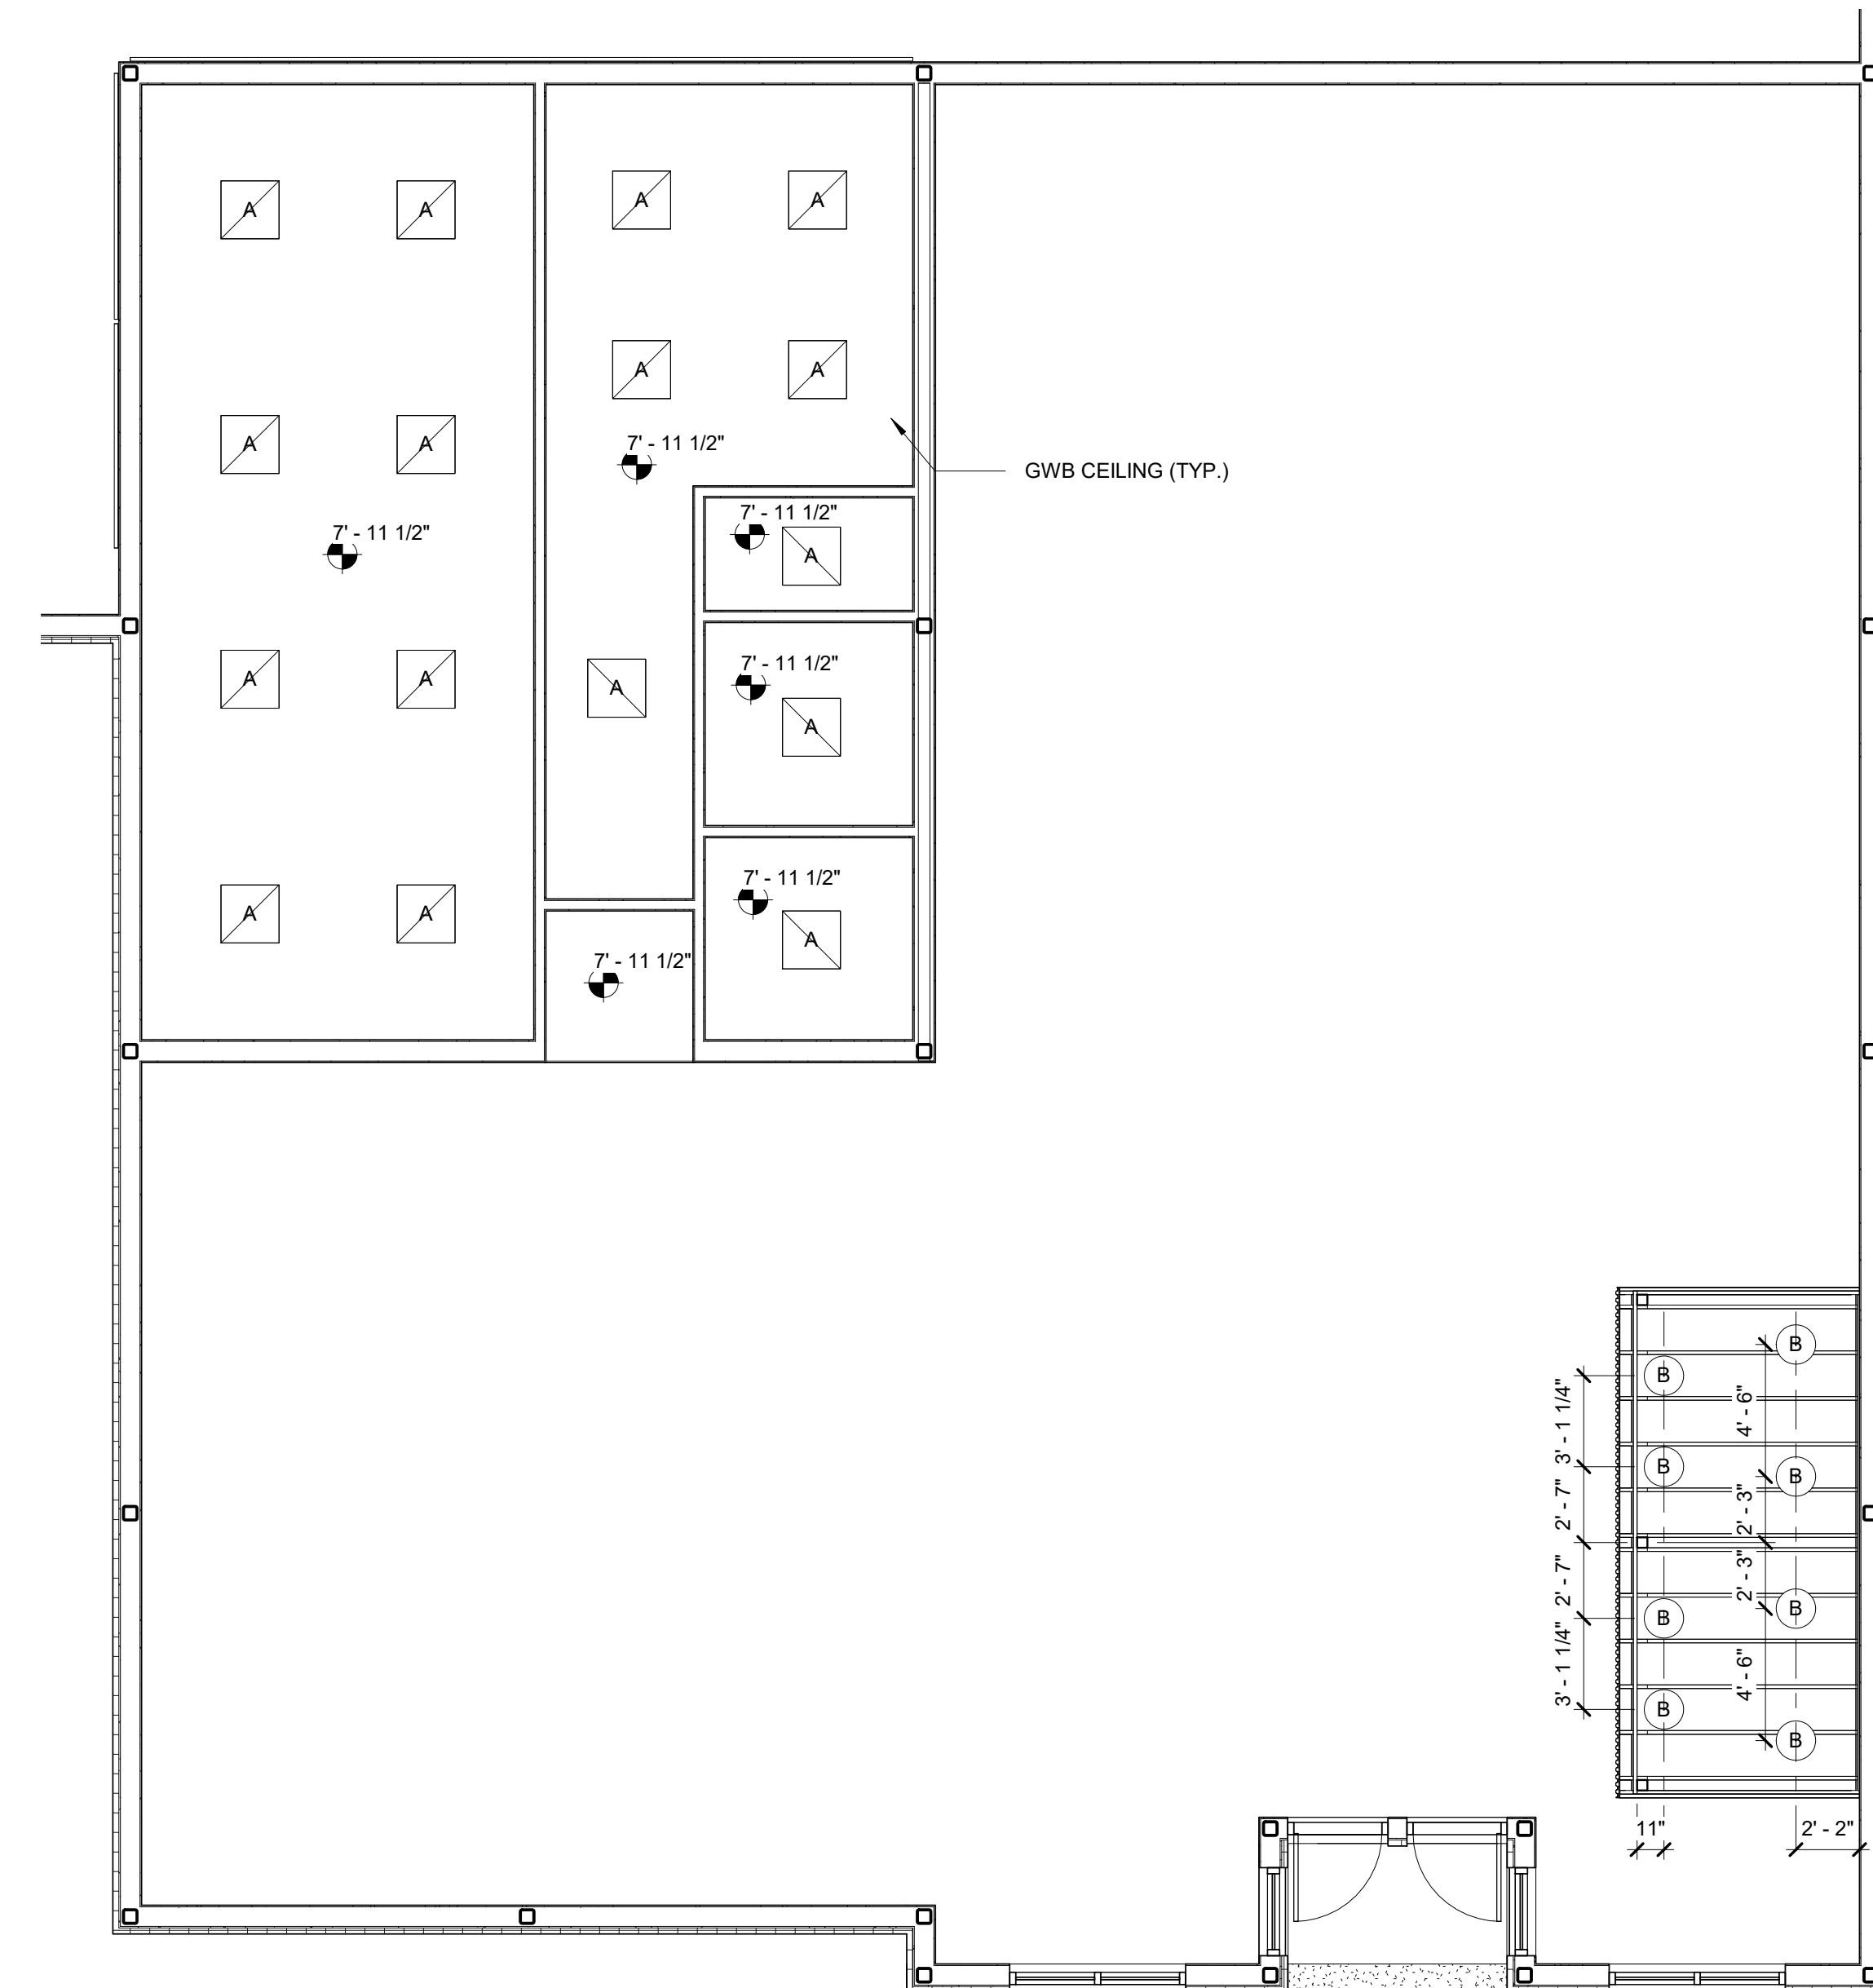 A A
A A
A A
A A
7' - 11 1/2"
GWB CEILING (TYP.)
7' - 11 1/2"
A
7' - 11 1/2"
A A
7' - 11 1/2"
A
A
A A
7' - 11 1/2"
A
A A
7' - 11 1/2"
B
B
3' - 1 1/4"
4' - 6"
B
B
2' - 7"
2' - 3"
2' - 7"
2' - 3"
B
B
3' - 1 1/4"
4' - 6"
B
B
11"
2' - 2"